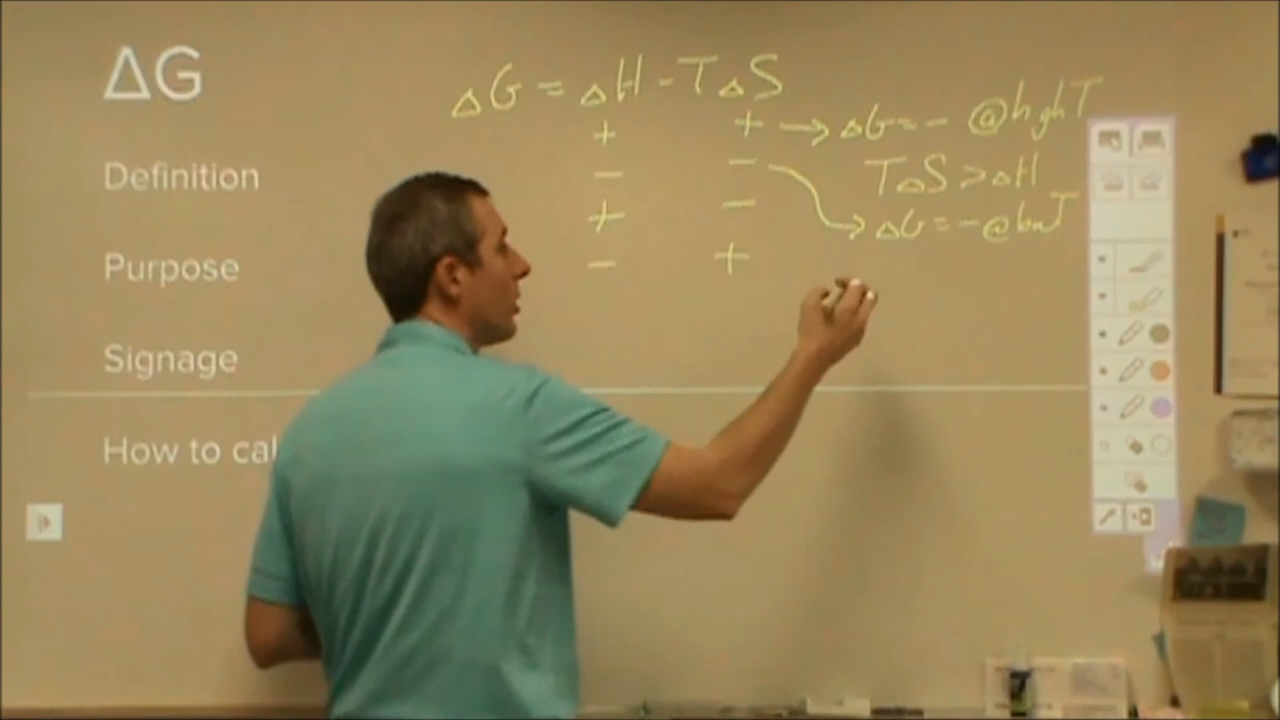 ΔG
ΔG = ΔH - TΔS
+ + → ΔG = - @ high T
- -
TΔS > ΔH
+ - → ΔG = - @ low T
- +
Definition
Purpose
Signage
How to cal